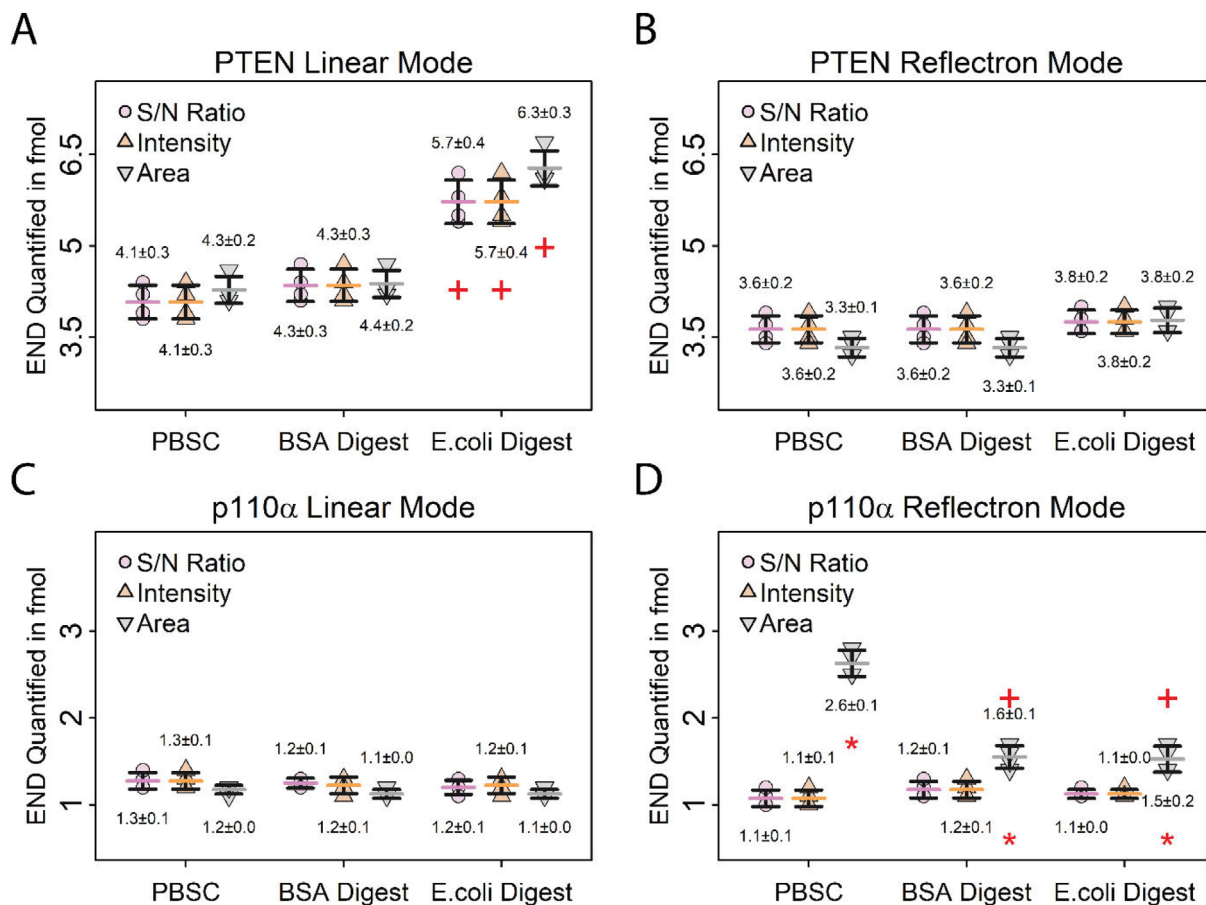 A
PTEN Linear Mode
END Quantified in fmol
6.5
5
3.5
S/N Ratio
Intensity
Area
4.1±0.3
4.1±0.3
4.3±0.2
4.3±0.3
4.3±0.3
4.4±0.2
5.7±0.4
5.7±0.4
6.3±0.3
+
+
+
PBSC
BSA Digest
E.coli Digest
B
PTEN Reflectron Mode
END Quantified in fmol
6.5
5
3.5
S/N Ratio
Intensity
Area
3.6±0.2
3.6±0.2
3.3±0.1
3.6±0.2
3.6±0.2
3.3±0.1
3.8±0.2
3.8±0.2
3.8±0.2
PBSC
BSA Digest
E.coli Digest
C
p110α Linear Mode
END Quantified in fmol
3
2
1
S/N Ratio
Intensity
Area
1.3±0.1
1.3±0.1
1.2±0.0
1.2±0.1
1.2±0.1
1.1±0.0
1.2±0.1
1.2±0.1
1.1±0.0
PBSC
BSA Digest
E.coli Digest
D
p110α Reflectron Mode
END Quantified in fmol
3
2
1
S/N Ratio
Intensity
Area
1.1±0.1
1.1±0.1
2.6±0.1
*
1.2±0.1
1.2±0.1
+
1.6±0.1
*
1.1±0.0
1.1±0.0
+
1.5±0.2
*
PBSC
BSA Digest
E.coli Digest